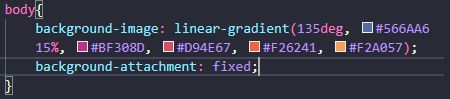 body{
background-image: linear-gradient(135deg, #566AA6
15%, #BF308D, #D94E67, #F26241, #F2A057);
background-attachment: fixed;
}